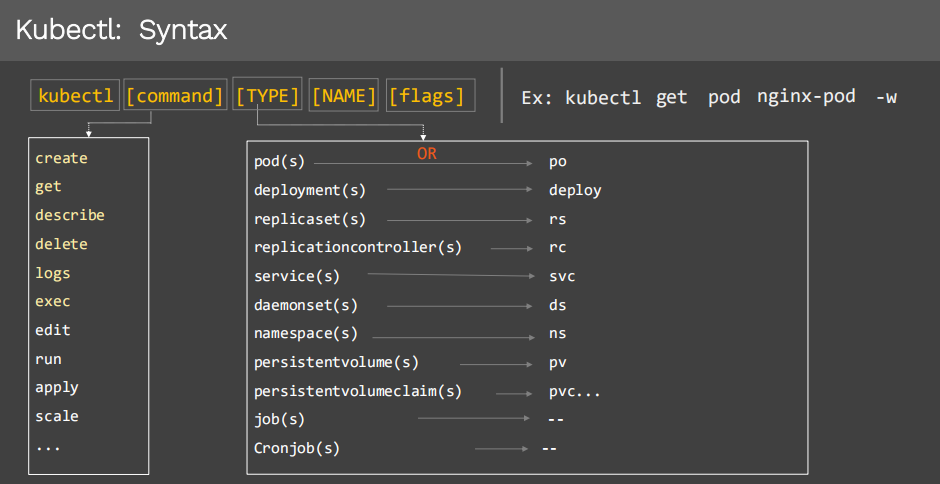 Kubectl: Syntax
kubectl [command] [TYPE] [NAME] [flags]
Ex: kubectl get pod nginx-pod -w
create
get
describe
delete
logs
exec
edit
run
apply
scale
...
OR
pod(s) po
deployment(s) deploy
replicaset(s) rs
replicationcontroller(s) rc
service(s) svc
daemonset(s) ds
namespace(s) ns
persistentvolume(s) pv
persistentvolumeclaim(s) pvc...
job(s) --
Cronjob(s) --